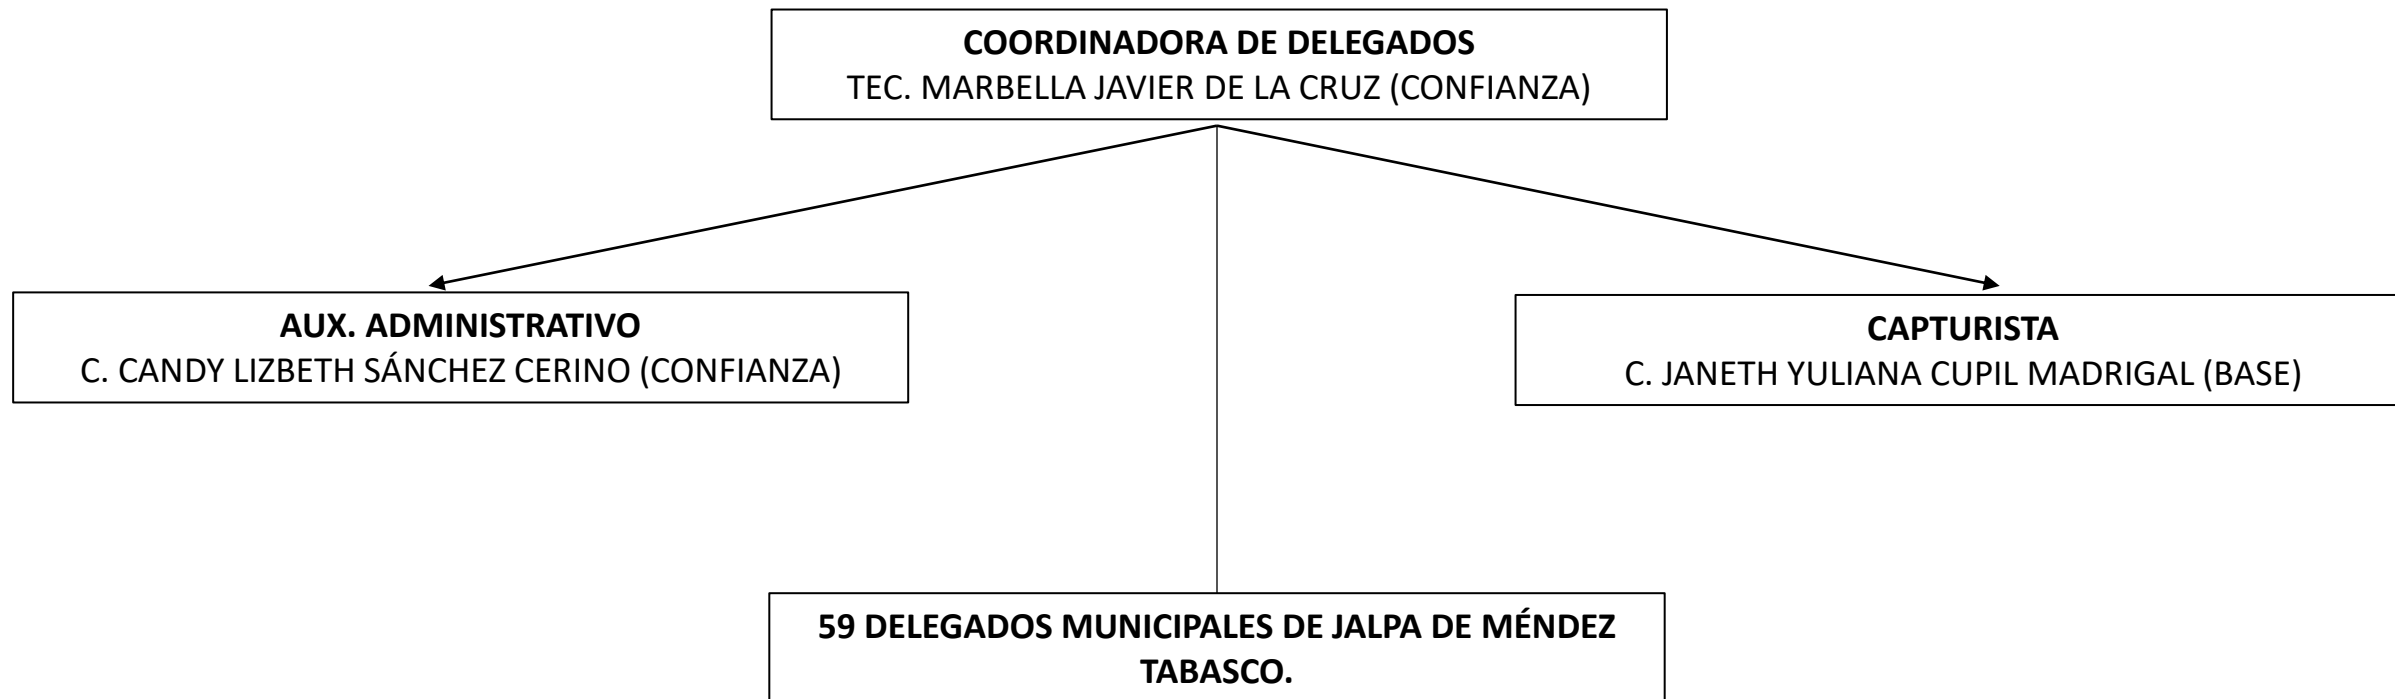 COORDINADORA DE DELEGADOS
TEC. MARBELLA JAVIER DE LA CRUZ (CONFIANZA)
AUX. ADMINISTRATIVO
C. CANDY LIZBETH SÁNCHEZ CERINO (CONFIANZA)
CAPTURISTA
C. JANETH YULIANA CUPIL MADRIGAL (BASE)
59 DELEGADOS MUNICIPALES DE JALPA DE MÉNDEZ
TABASCO.